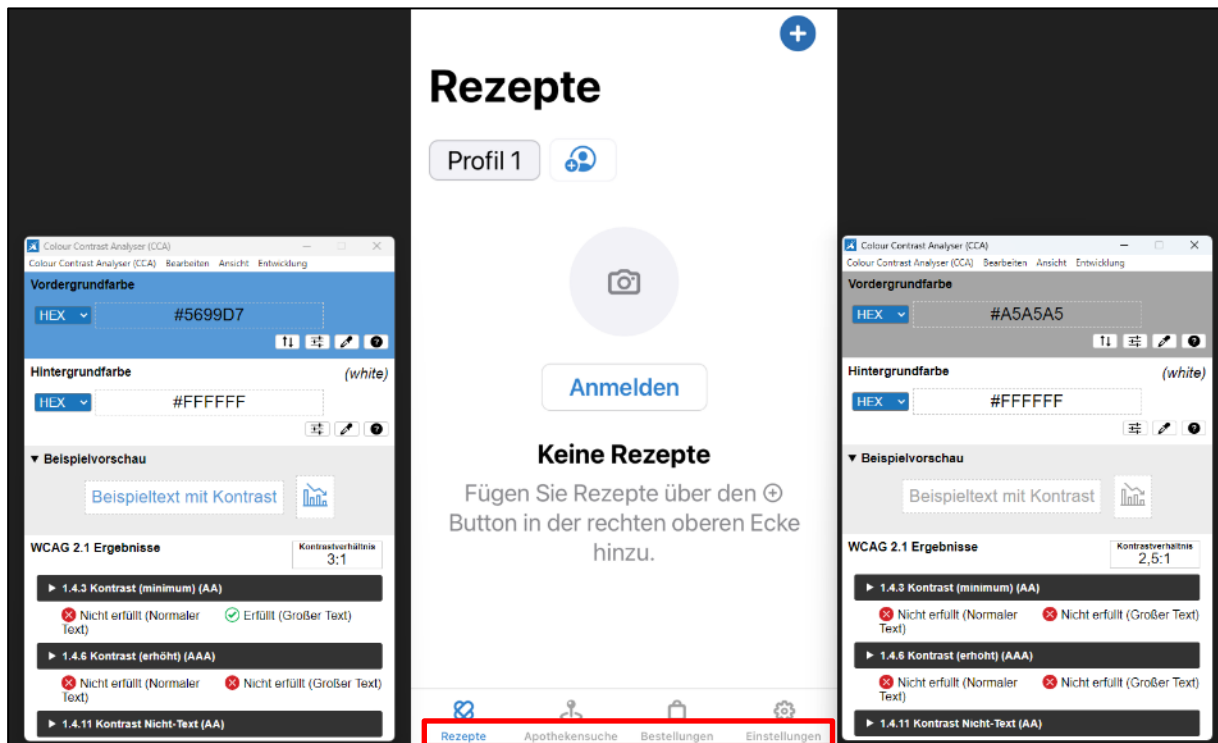 Colour Contrast Analyser (CCA)
Colour Contrast Analyser (CCA) Bearbeiten Ansicht Entwicklung
Vordergrundfarbe
HEX #5699D7
Hintergrundfarbe (white)
HEX #FFFFFF
▼ Beispielvorschau
Beispieltext mit Kontrast
WCAG 2.1 Ergebnisse
Kontrastverhältnis
3:1
▶ 1.4.3 Kontrast (minimum) (AA)
Nicht erfüllt (Normaler
Text)
Erfüllt (Großer Text)
▶ 1.4.6 Kontrast (erhöht) (AAA)
Nicht erfüllt (Normaler
Text)
Nicht erfüllt (Großer Text)
▶ 1.4.11 Kontrast Nicht-Text (AA)
Rezepte
Profil 1
Anmelden
Keine Rezepte
Fügen Sie Rezepte über den ⊕
Button in der rechten oberen Ecke
hinzu.
Rezepte Apothekensuche Bestellungen Einstellungen
Colour Contrast Analyser (CCA)
Colour Contrast Analyser (CCA) Bearbeiten Ansicht Entwicklung
Vordergrundfarbe
HEX #A5A5A5
Hintergrundfarbe (white)
HEX #FFFFFF
▼ Beispielvorschau
Beispieltext mit Kontrast
WCAG 2.1 Ergebnisse
Kontrastverhältnis
2,5:1
▶ 1.4.3 Kontrast (minimum) (AA)
Nicht erfüllt (Normaler
Text)
Nicht erfüllt (Großer Text)
▶ 1.4.6 Kontrast (erhöht) (AAA)
Nicht erfüllt (Normaler
Text)
Nicht erfüllt (Großer Text)
▶ 1.4.11 Kontrast Nicht-Text (AA)